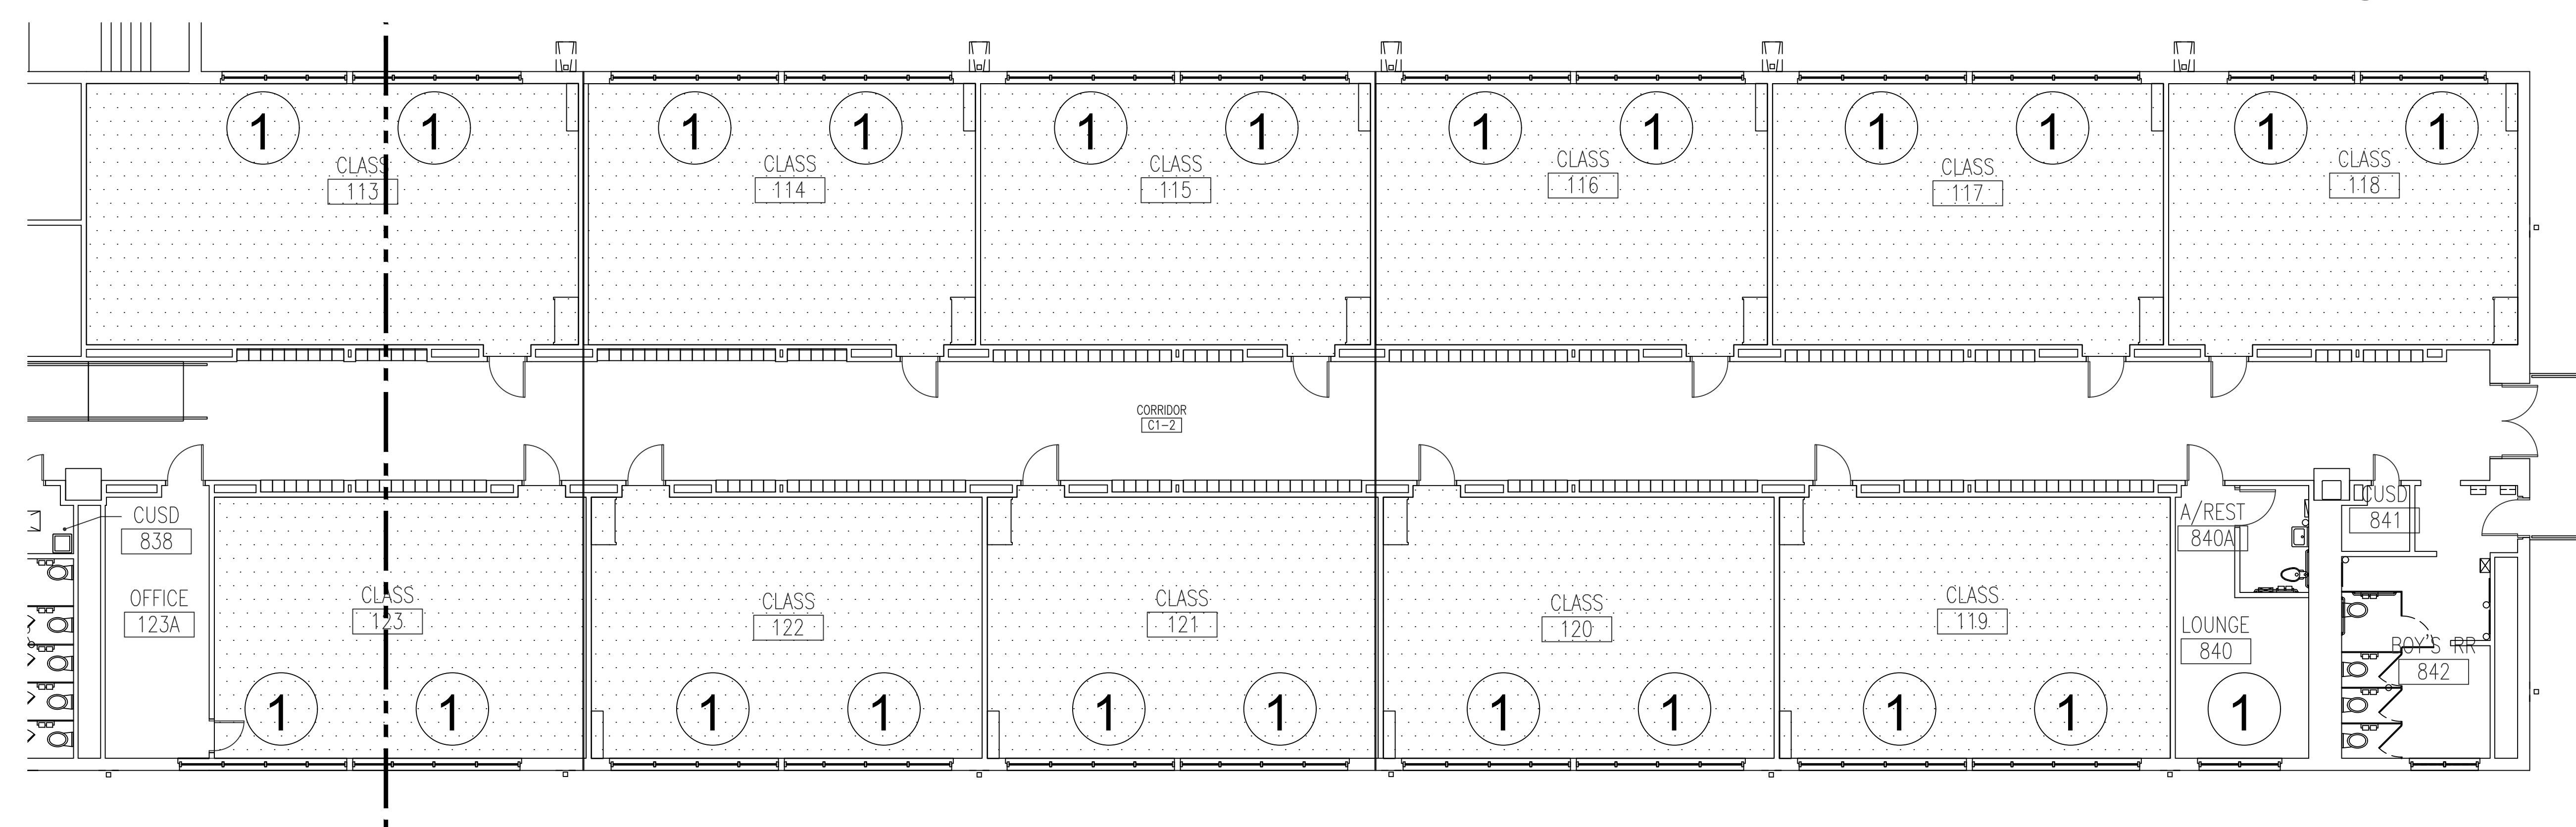 1 1 1 1 1 1 1 1 1 1 1 1
CLASS
113
CLASS
114
CLASS
115
CLASS
116
CLASS
117
CLASS
118
CORRIDOR
C1-2
CUSD
838
OFFICE
123A
CLASS
123
CLASS
122
CLASS
121
CLASS
120
CLASS
119
A/REST
840A
LOUNGE
840
CUSD
841
BOY'S RR
842
1 1 1 1 1 1 1 1 1 1 1